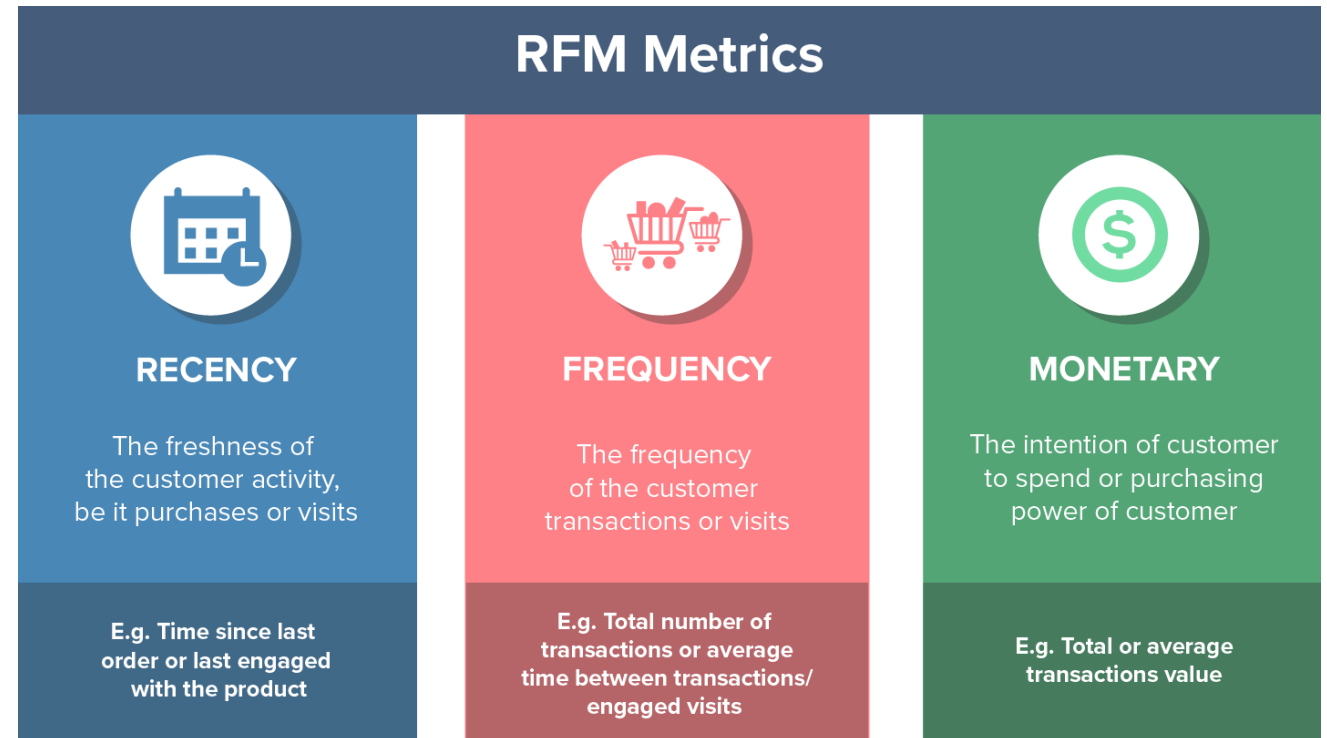 RFM Metrics
RECENCY
The freshness of
the customer activity,
be it purchases or visits
E.g. Time since last
order or last engaged
with the product
FREQUENCY
The frequency
of the customer
transactions or visits
E.g. Total number of
transactions or average
time between transactions/
engaged visits
MONETARY
The intention of customer
to spend or purchasing
power of customer
E.g. Total or average
transactions value